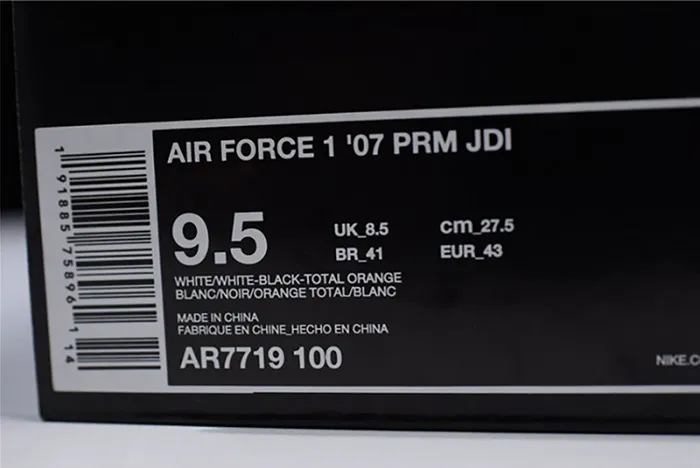 AIR FORCE 1 '07 PRM JDI
9.5
UK_8.5 cm_27.5
BR_41 EUR_43
WHITE/WHITE-BLACK-TOTAL ORANGE
BLANC/NOIR/ORANGE TOTAL/BLANC
MADE IN CHINA
FABRIQUE EN CHINE_HECHO EN CHINA
AR7719 100
NIKE.CO
1 91885 75896 1 14